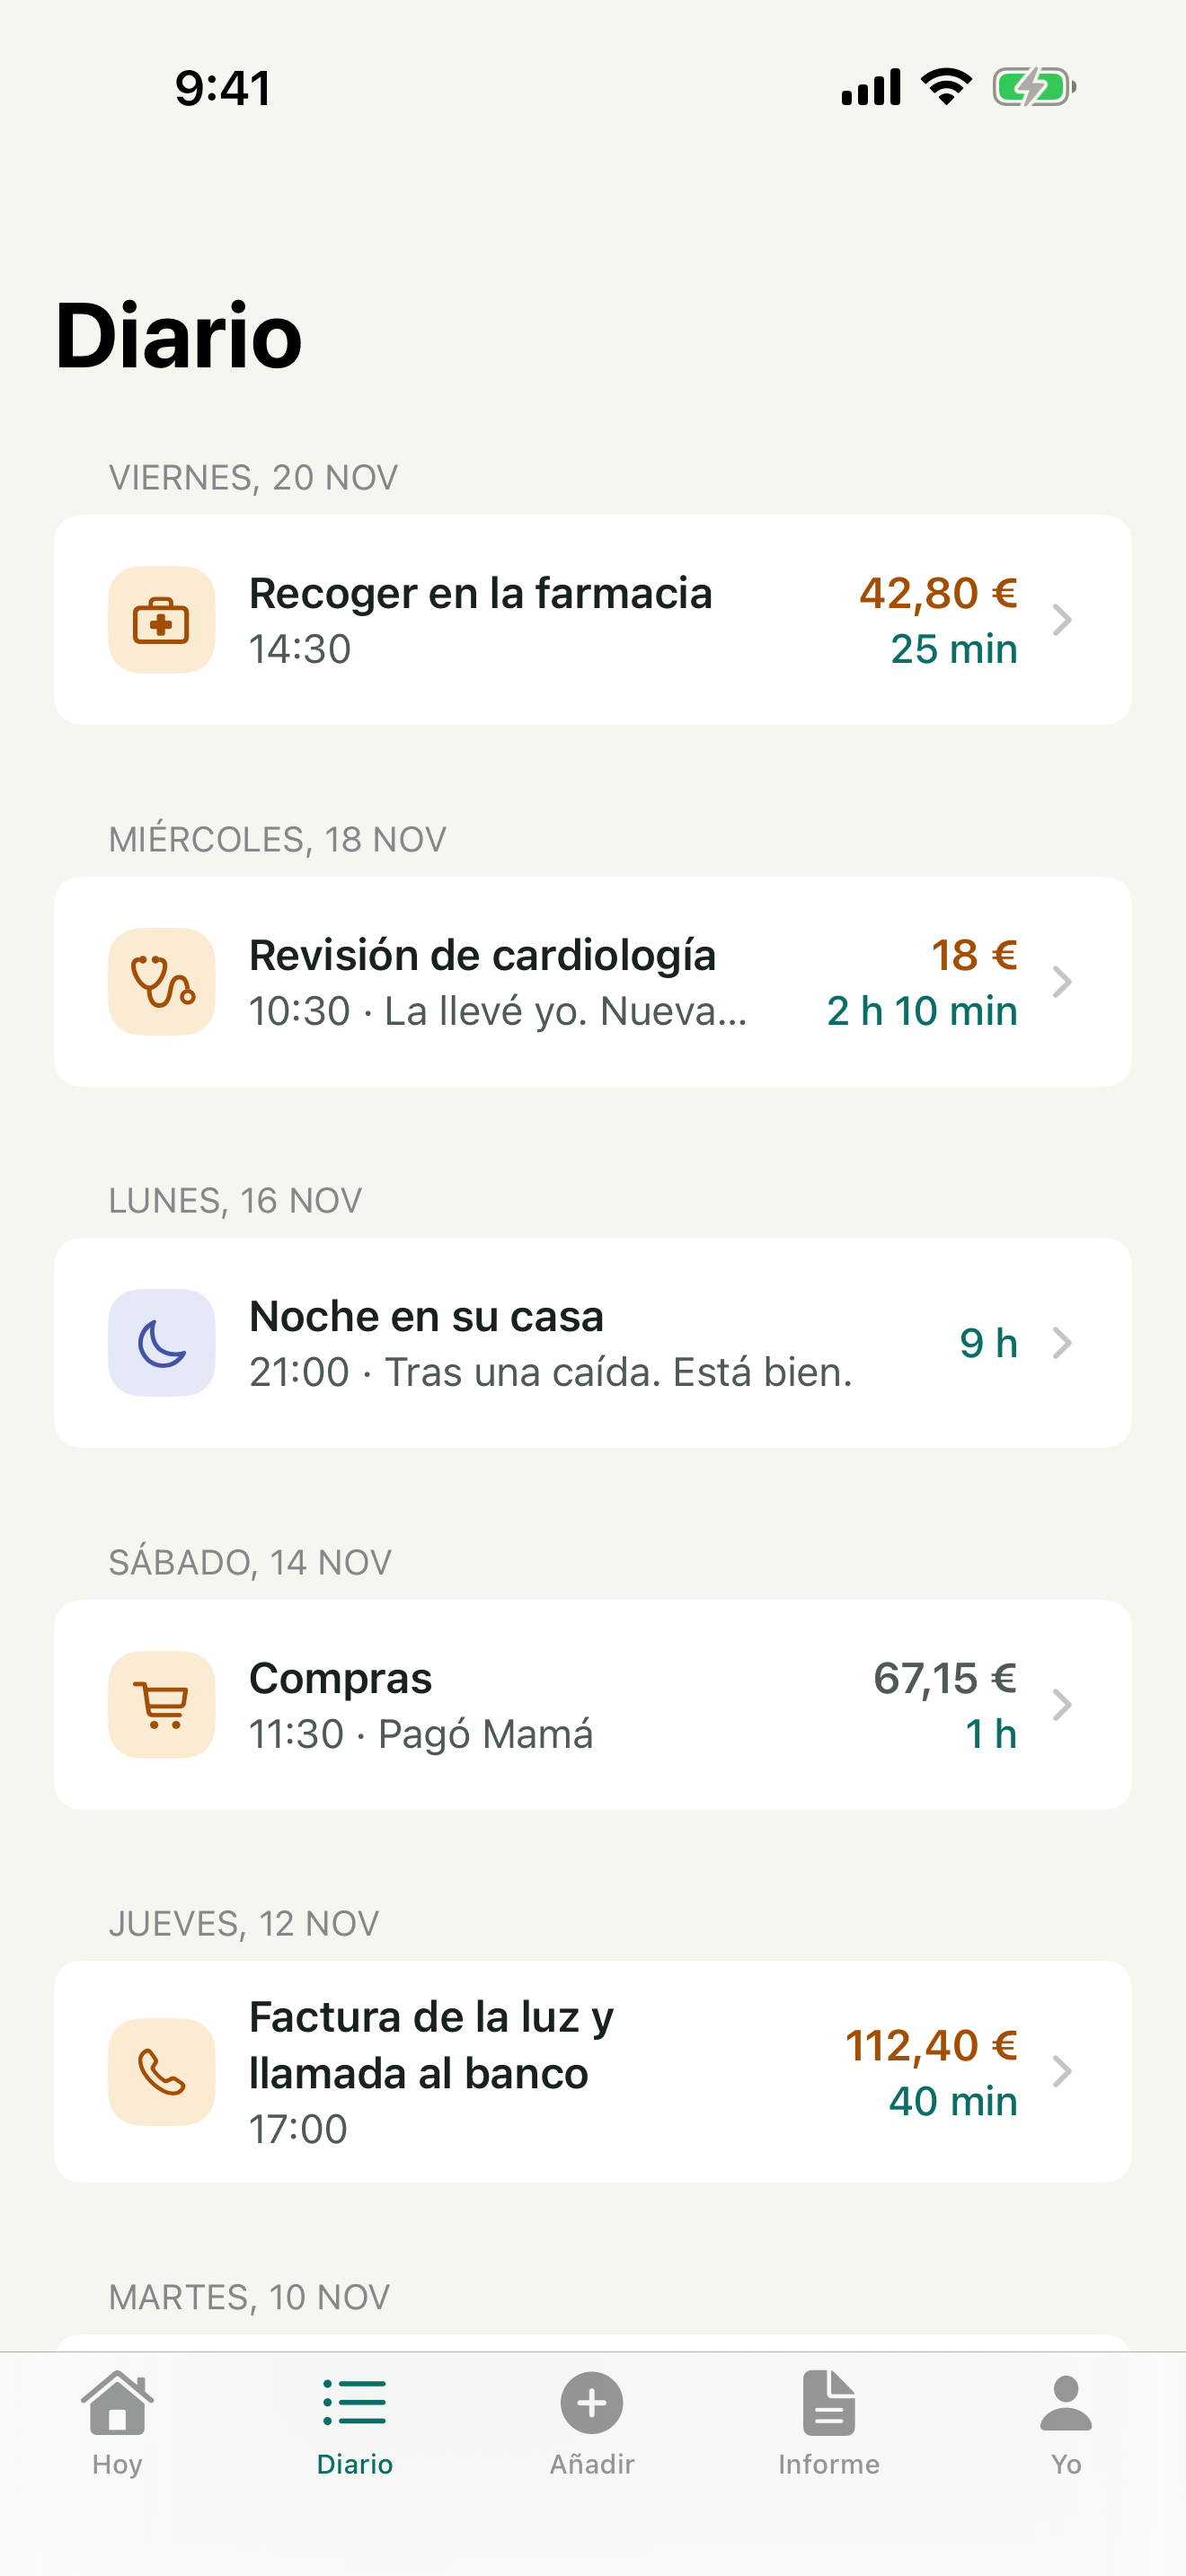 9:41
Diario
VIERNES, 20 NOV
Recoger en la farmacia
42,80 €
14:30
25 min
MIÉRCOLES, 18 NOV
Revisión de cardiología
18 €
10:30 · La llevé yo. Nueva...
2 h 10 min
LUNES, 16 NOV
Noche en su casa
9 h
21:00 · Tras una caída. Está bien.
SÁBADO, 14 NOV
Compras
67,15 €
11:30 · Pagó Mamá
1 h
JUEVES, 12 NOV
Factura de la luz y
llamada al banco
112,40 €
17:00
40 min
MARTES, 10 NOV
Hoy
Diario
Añadir
Informe
Yo